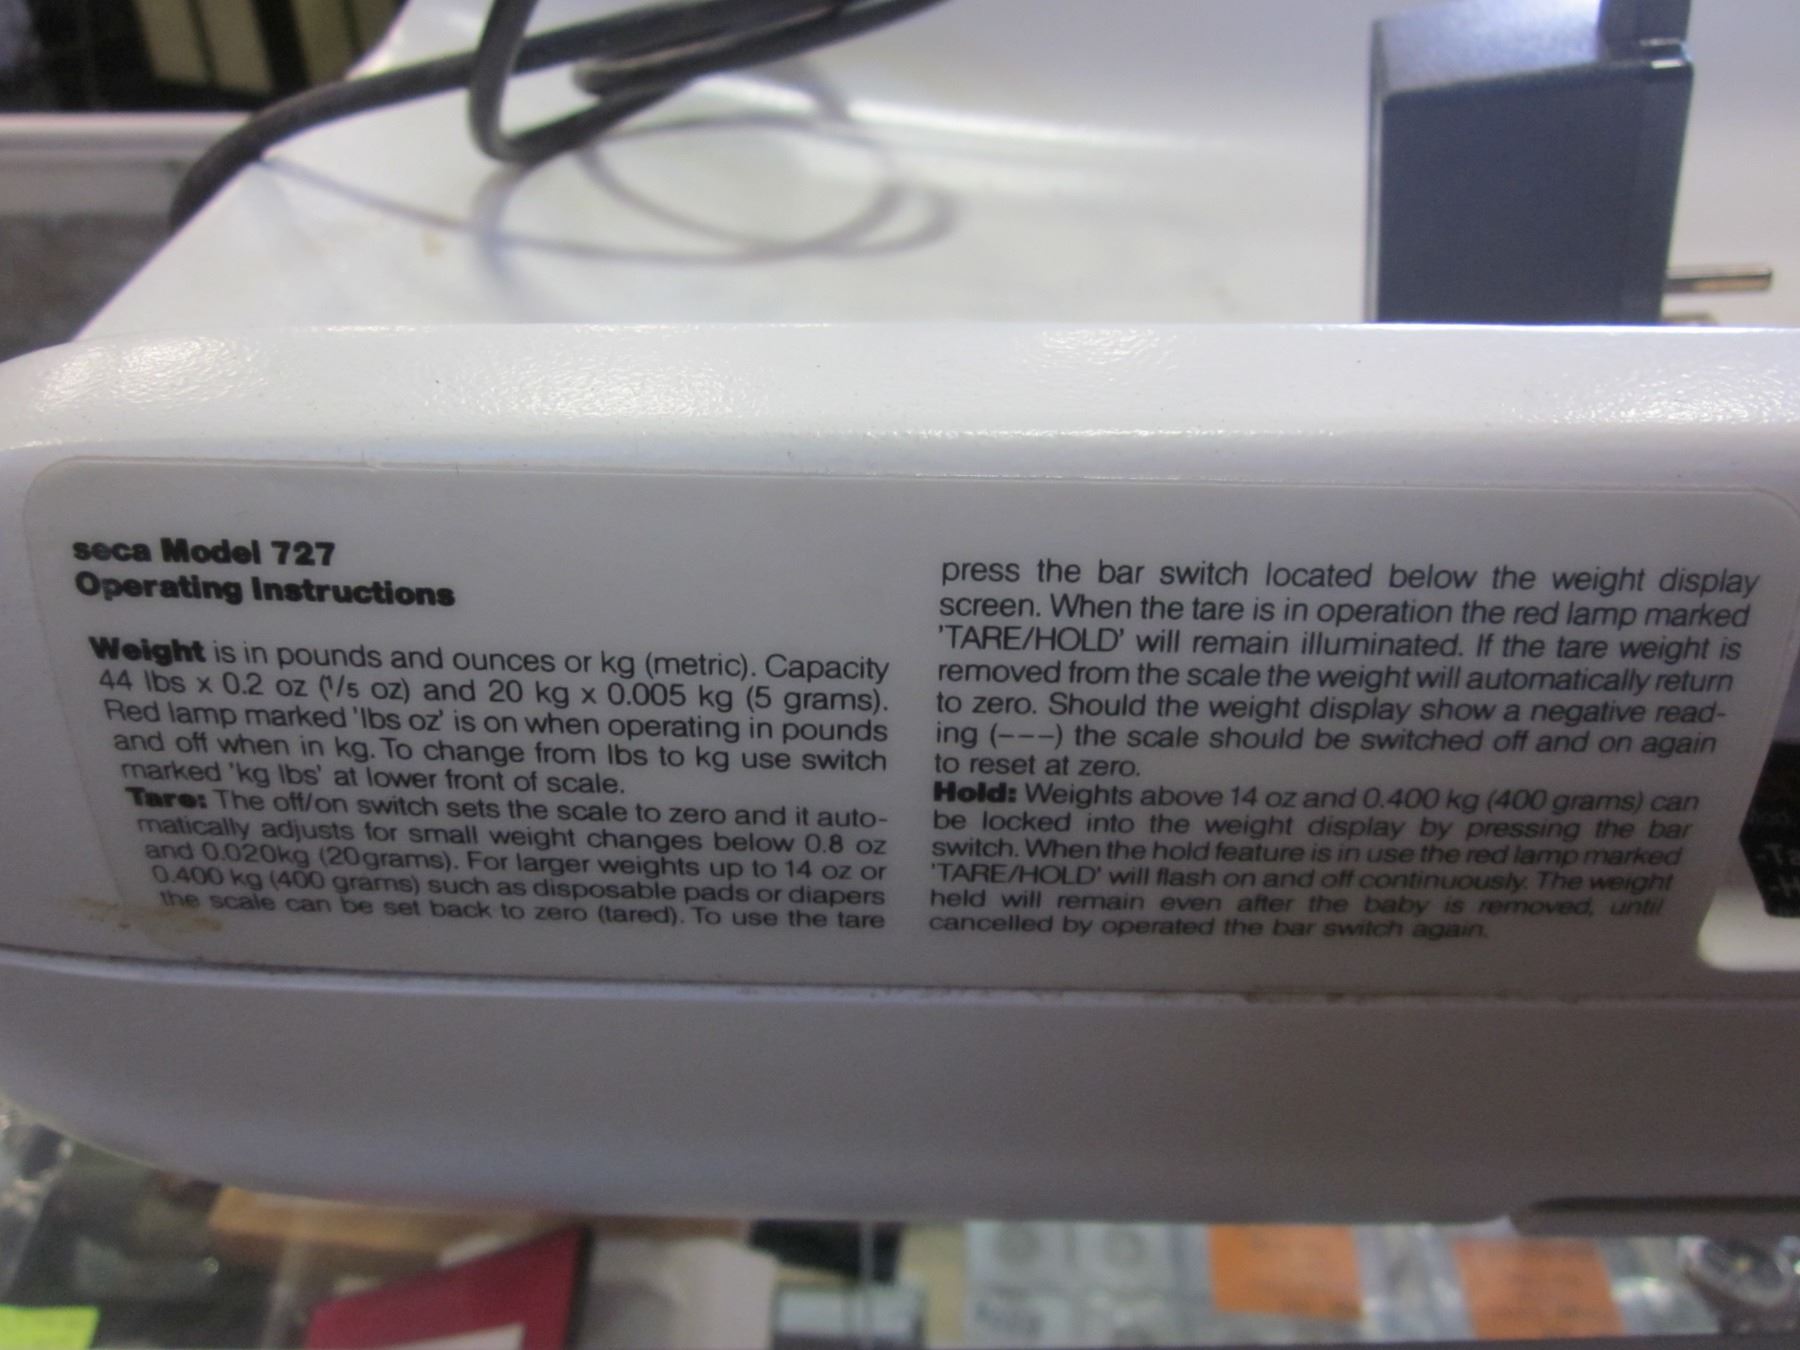 seca Model 727
Operating Instructions
Weight is in pounds and ounces or kg (metric). Capacity
44 lbs x 0.2 oz (1/5 oz) and 20 kg x 0.005 kg (5 grams).
Red lamp marked 'lbs oz' is on when operating in pounds
and off when in kg. To change from lbs to kg use switch
marked 'kg lbs' at lower front of scale.
Tare: The off/on switch sets the scale to zero and it auto-
matically adjusts for small weight changes below 0.8 oz
and 0.020kg (20grams). For larger weights up to 14 oz or
0.400 kg (400 grams) such as disposable pads or diapers
the scale can be set back to zero (tared). To use the tare
press the bar switch located below the weight display
screen. When the tare is in operation the red lamp marked
'TARE/HOLD' will remain illuminated. If the tare weight is
removed from the scale the weight will automatically return
to zero. Should the weight display show a negative read-
ing (---) the scale should be switched off and on again
to reset at zero.
Hold: Weights above 14 oz and 0.400 kg (400 grams) can
be locked into the weight display by pressing the bar
switch. When the hold feature is in use the red lamp marked
'TARE/HOLD' will flash on and off continuously. The weight
held will remain even after the baby is removed, until
cancelled by operated the bar switch again.